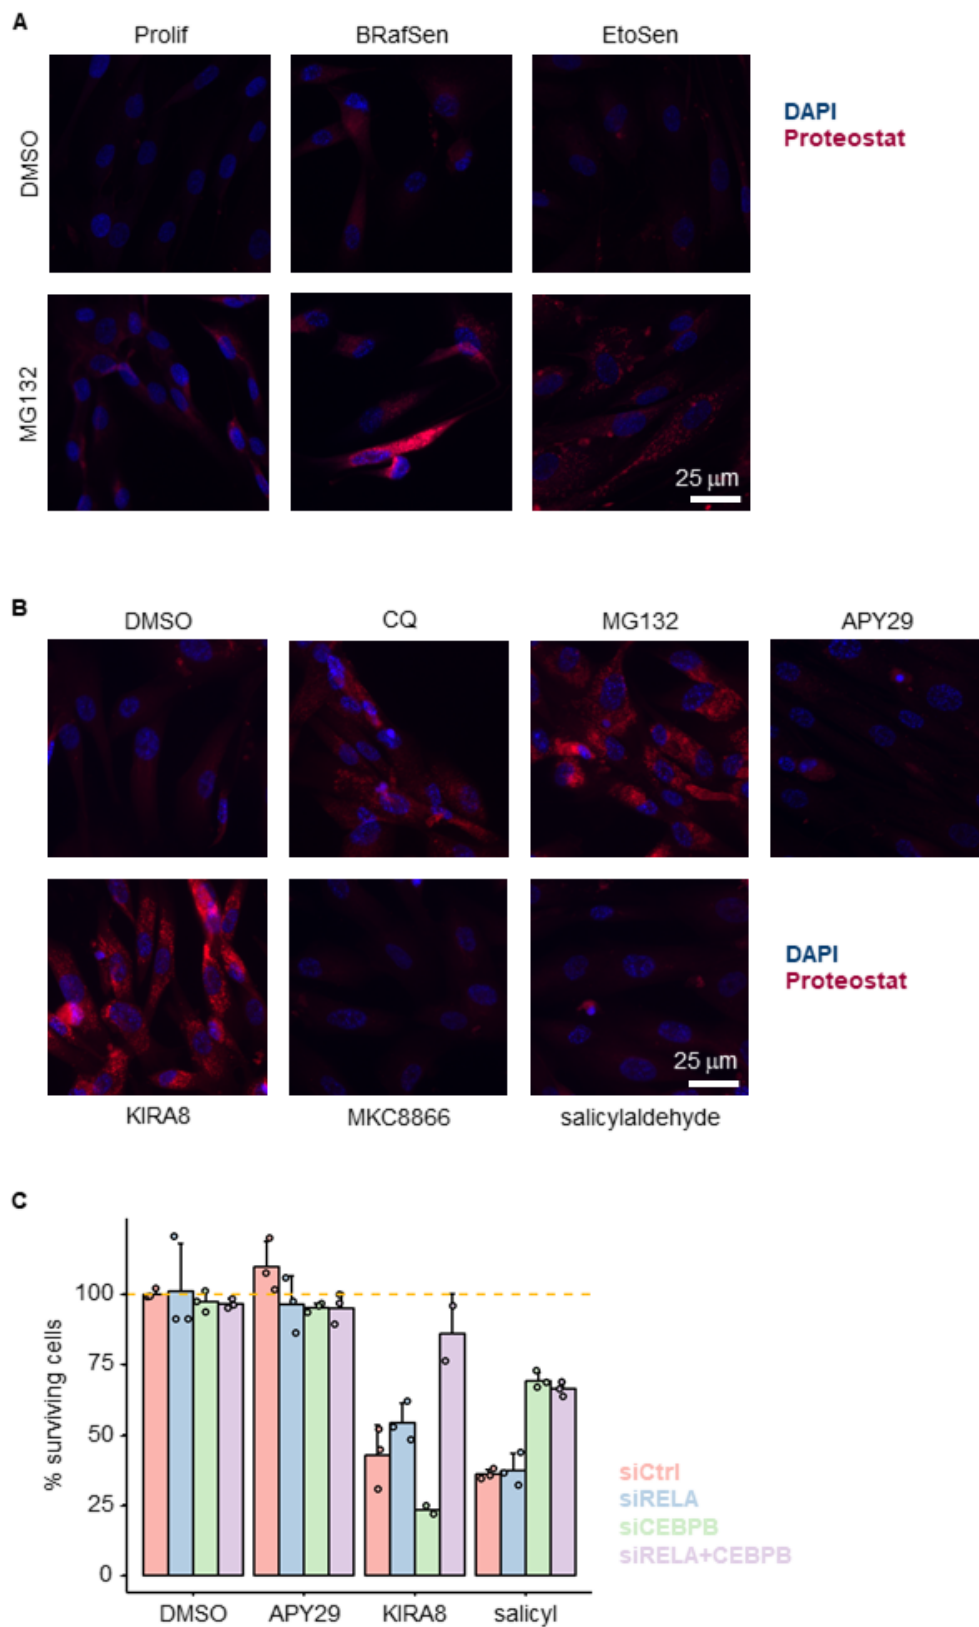 A
Prolif BRafSen EtoSen
DMSO
DAPI
Proteostat
MG132
25 µm
B
DMSO CQ MG132 APY29
DAPI
Proteostat
25 µm
KIRA8 MKC8866 salicylaldehyde
C
% surviving cells
100
75
50
25
0
siCtrl
siRELA
siCEBPB
siRELA+CEBPB
DMSO APY29 KIRA8 salicyl